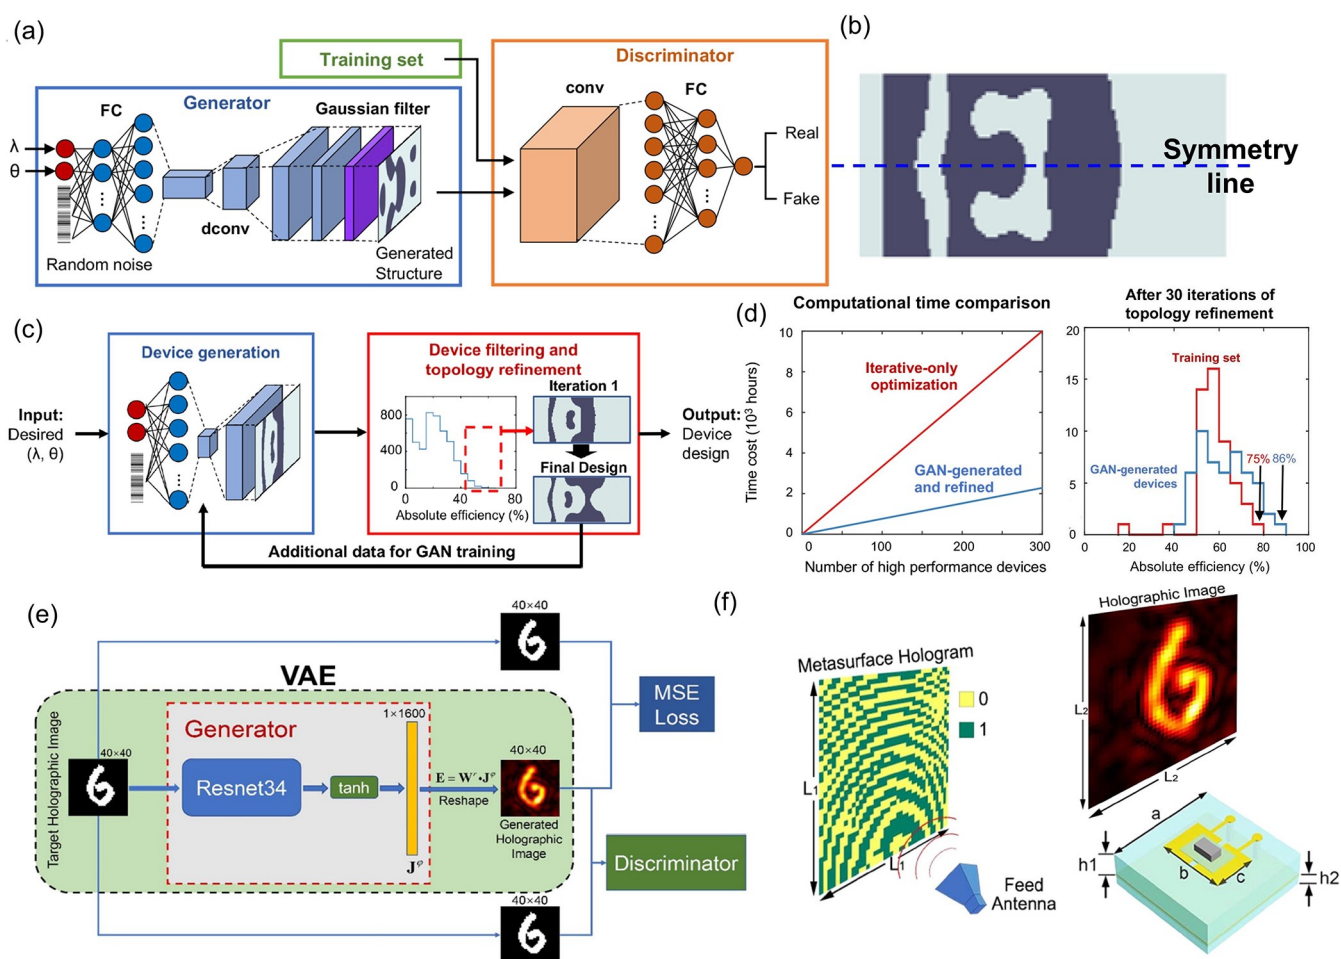 (a)
Training set
Generator
FC
Gaussian filter
λ
θ
dconv
Random noise
Generated
Structure
Discriminator
conv
FC
Real
Fake
(b)
Symmetry
line
(c)
Input:
Desired
(λ, θ)
Device generation
Device filtering and
topology refinement
Iteration 1
800
400
0
0
40
80
Absolute efficiency (%)
Final Design
Additional data for GAN training
Output:
Device
design
(d)
Computational time comparison
10
8
6
4
2
0
Time cost (10³ hours)
Iterative-only
optimization
GAN-generated
and refined
0
100
200
300
Number of high performance devices
After 30 iterations of
topology refinement
20
15
10
5
0
Training set
75%
86%
GAN-generated
devices
20
40
60
80
100
Absolute efficiency (%)
(e)
VAE
Target Holographic Image
40×40
40×40
Generator
Resnet34
tanh
1×1600
J^φ
E = W^r·J^φ
Reshape
40×40
Generated
Holographic
Image
40×40
MSE
Loss
Discriminator
(f)
Metasurface Hologram
0
1
L₁
L₁
Feed
Antenna
Holographic Image
L₂
L₂
a
b
c
h1
h2